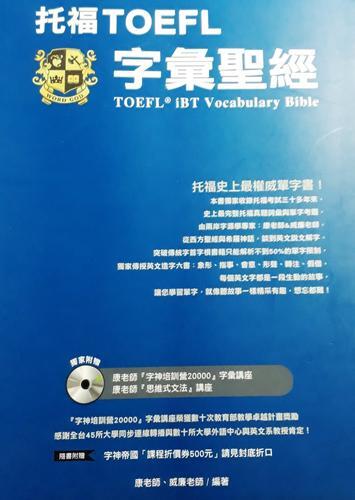 托福 TOEFL
字彙聖經
WORD GOD
TOEFL® iBT Vocabulary Bible
托福史上最權威單字書！
本書獨家收錄托福考試三十多年來，
史上最完整托福真題詞彙與單字考題，
由兩岸字源學專家：康老師&威廉老師，
從西方聖經與希羅神話，談到英文說文解字，
突破傳統字首字根書籍只能解析不到50%的單字限制，
獨家傳授英文造字六書：象形、指事、會意、形聲、轉注、假借，
每個英文字都是一段生動的故事，
讓您學習單字，就像聽故事一樣精采有趣，想忘都難！
獨家附贈
康老師『字神培訓營20000』字彙講座
康老師『思維式文法』講座
『字神培訓營20000』字彙講座榮獲數十次教育部教學卓越計畫獎勵
感謝全台45所大學同步連線轉播與數十所大學外語中心與英文系教授肯定！
隨書附贈 字神帝國「課程折價券500元」請見封底折口
康老師、威廉老師 / 編著